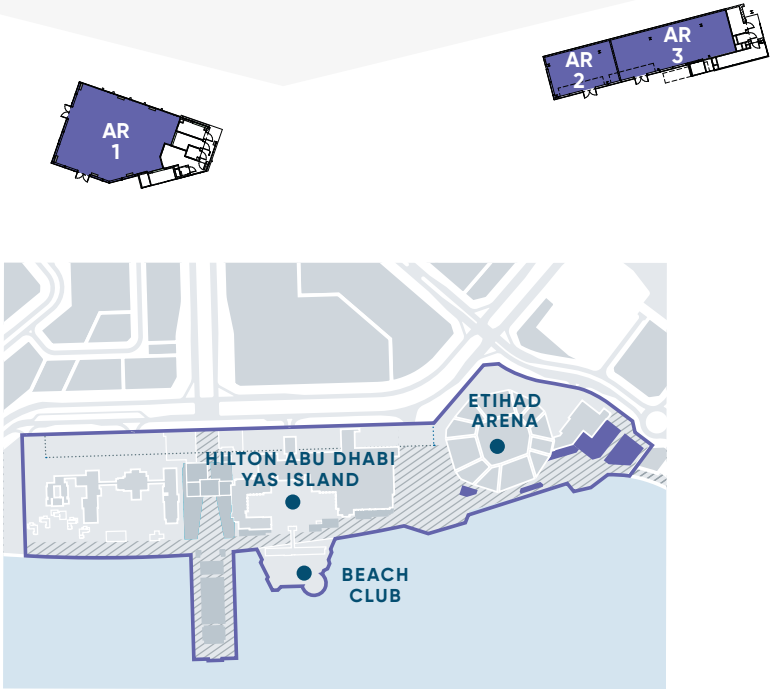 AR
1
AR
2
AR
3
ETIHAD
ARENA
HILTON ABU DHABI
YAS ISLAND
BEACH
CLUB